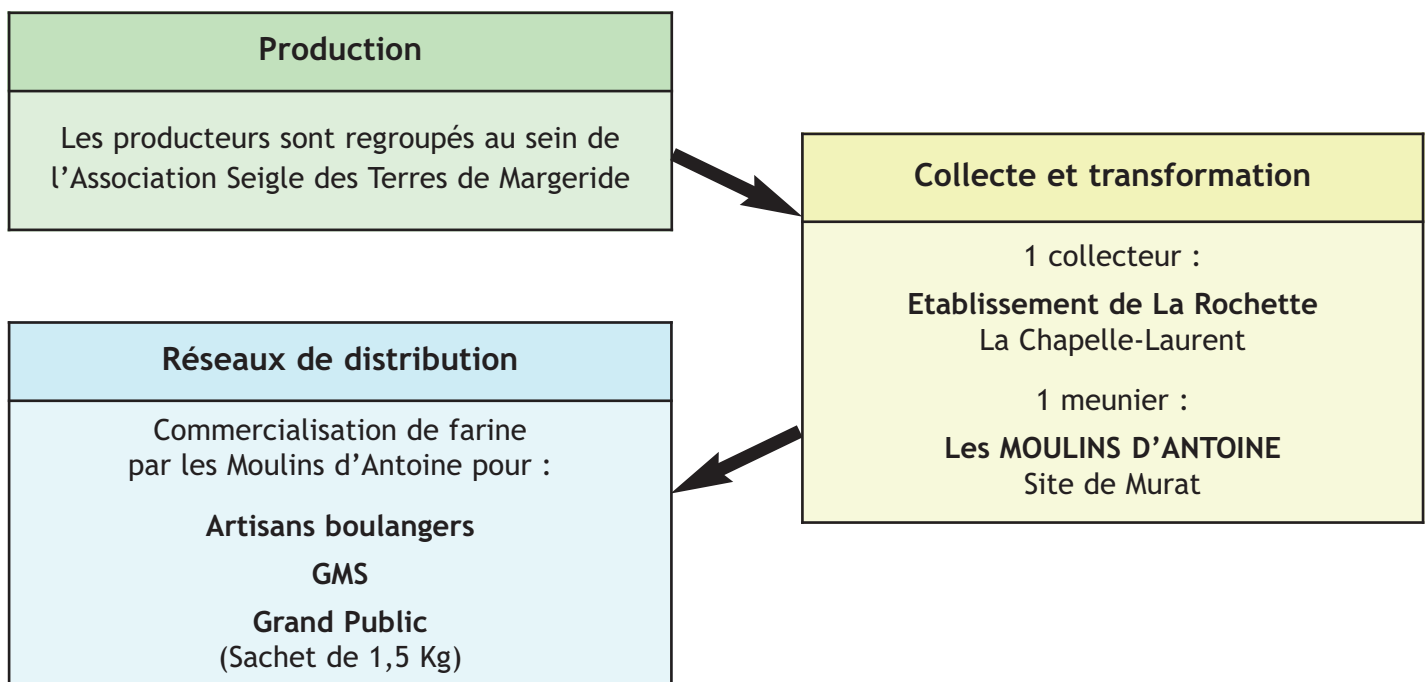 Production
Les producteurs sont regroupés au sein de
l’Association Seigle des Terres de Margeride
Collecte et transformation
1 collecteur :
Etablissement de La Rochette
La Chapelle-Laurent
1 meunier :
Les MOULINS D’ANTOINE
Site de Murat
Réseaux de distribution
Commercialisation de farine
par les Moulins d’Antoine pour :
Artisans boulangers
GMS
Grand Public
(Sachet de 1,5 Kg)